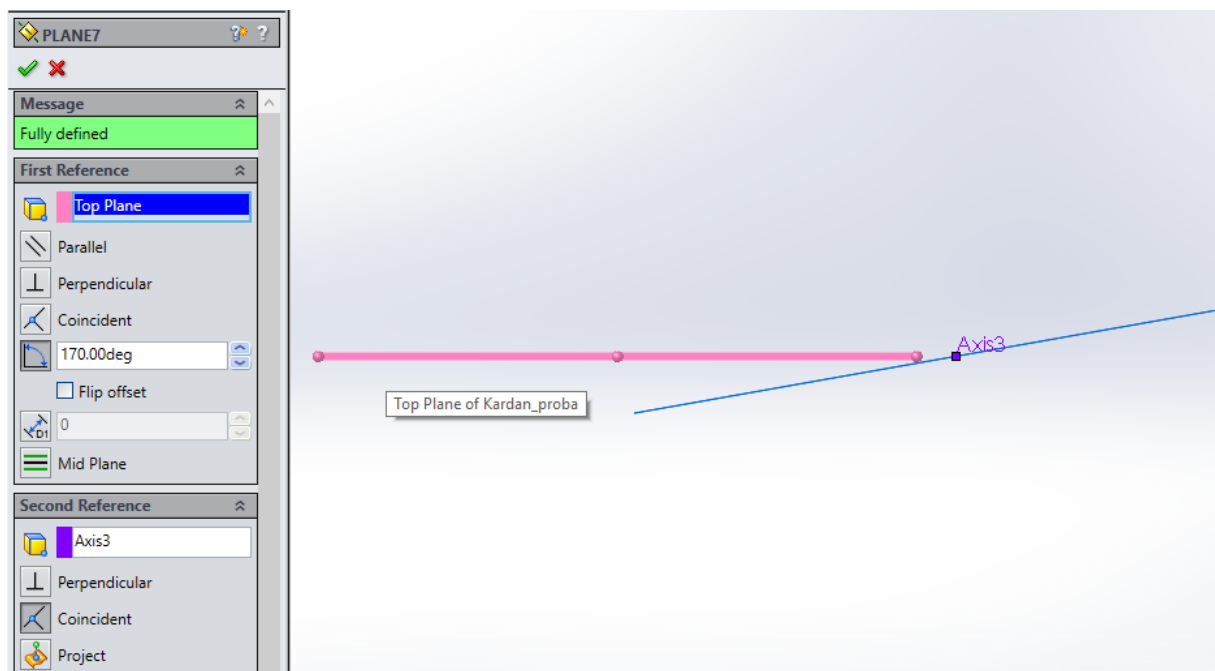 PLANE7
Message
Fully defined
First Reference
Top Plane
Parallel
Perpendicular
Coincident
170.00deg
Flip offset
D1 0
Mid Plane
Second Reference
Axis3
Perpendicular
Coincident
Project
Axis3
Top Plane of Kardan_proba